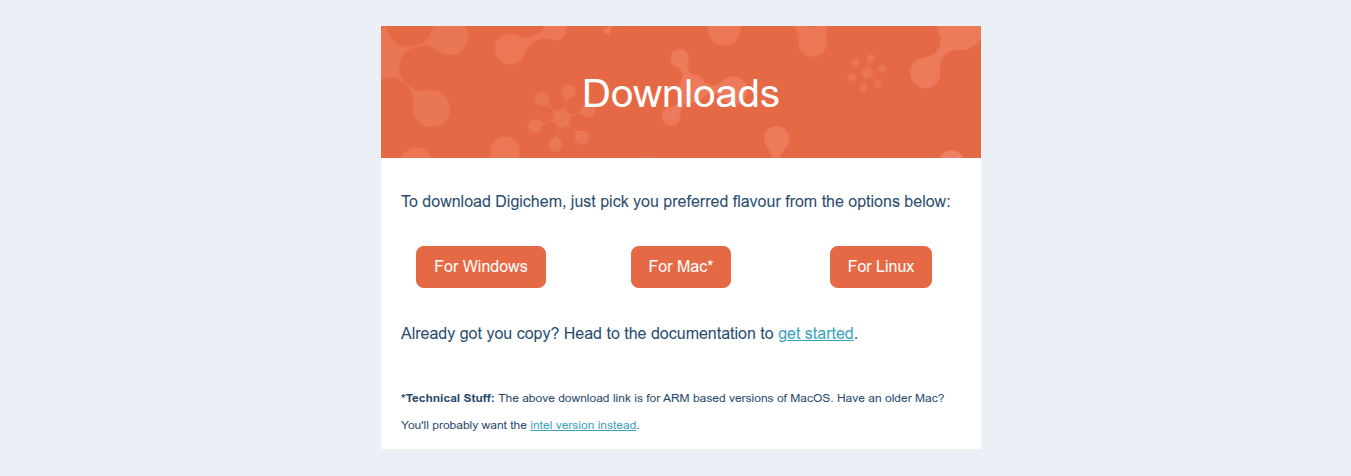 Downloads
To download Digichem, just pick you preferred flavour from the options below:
For Windows
For Mac*
For Linux
Already got you copy? Head to the documentation to get started.
*Technical Stuff: The above download link is for ARM based versions of MacOS. Have an older Mac?
You'll probably want the intel version instead.